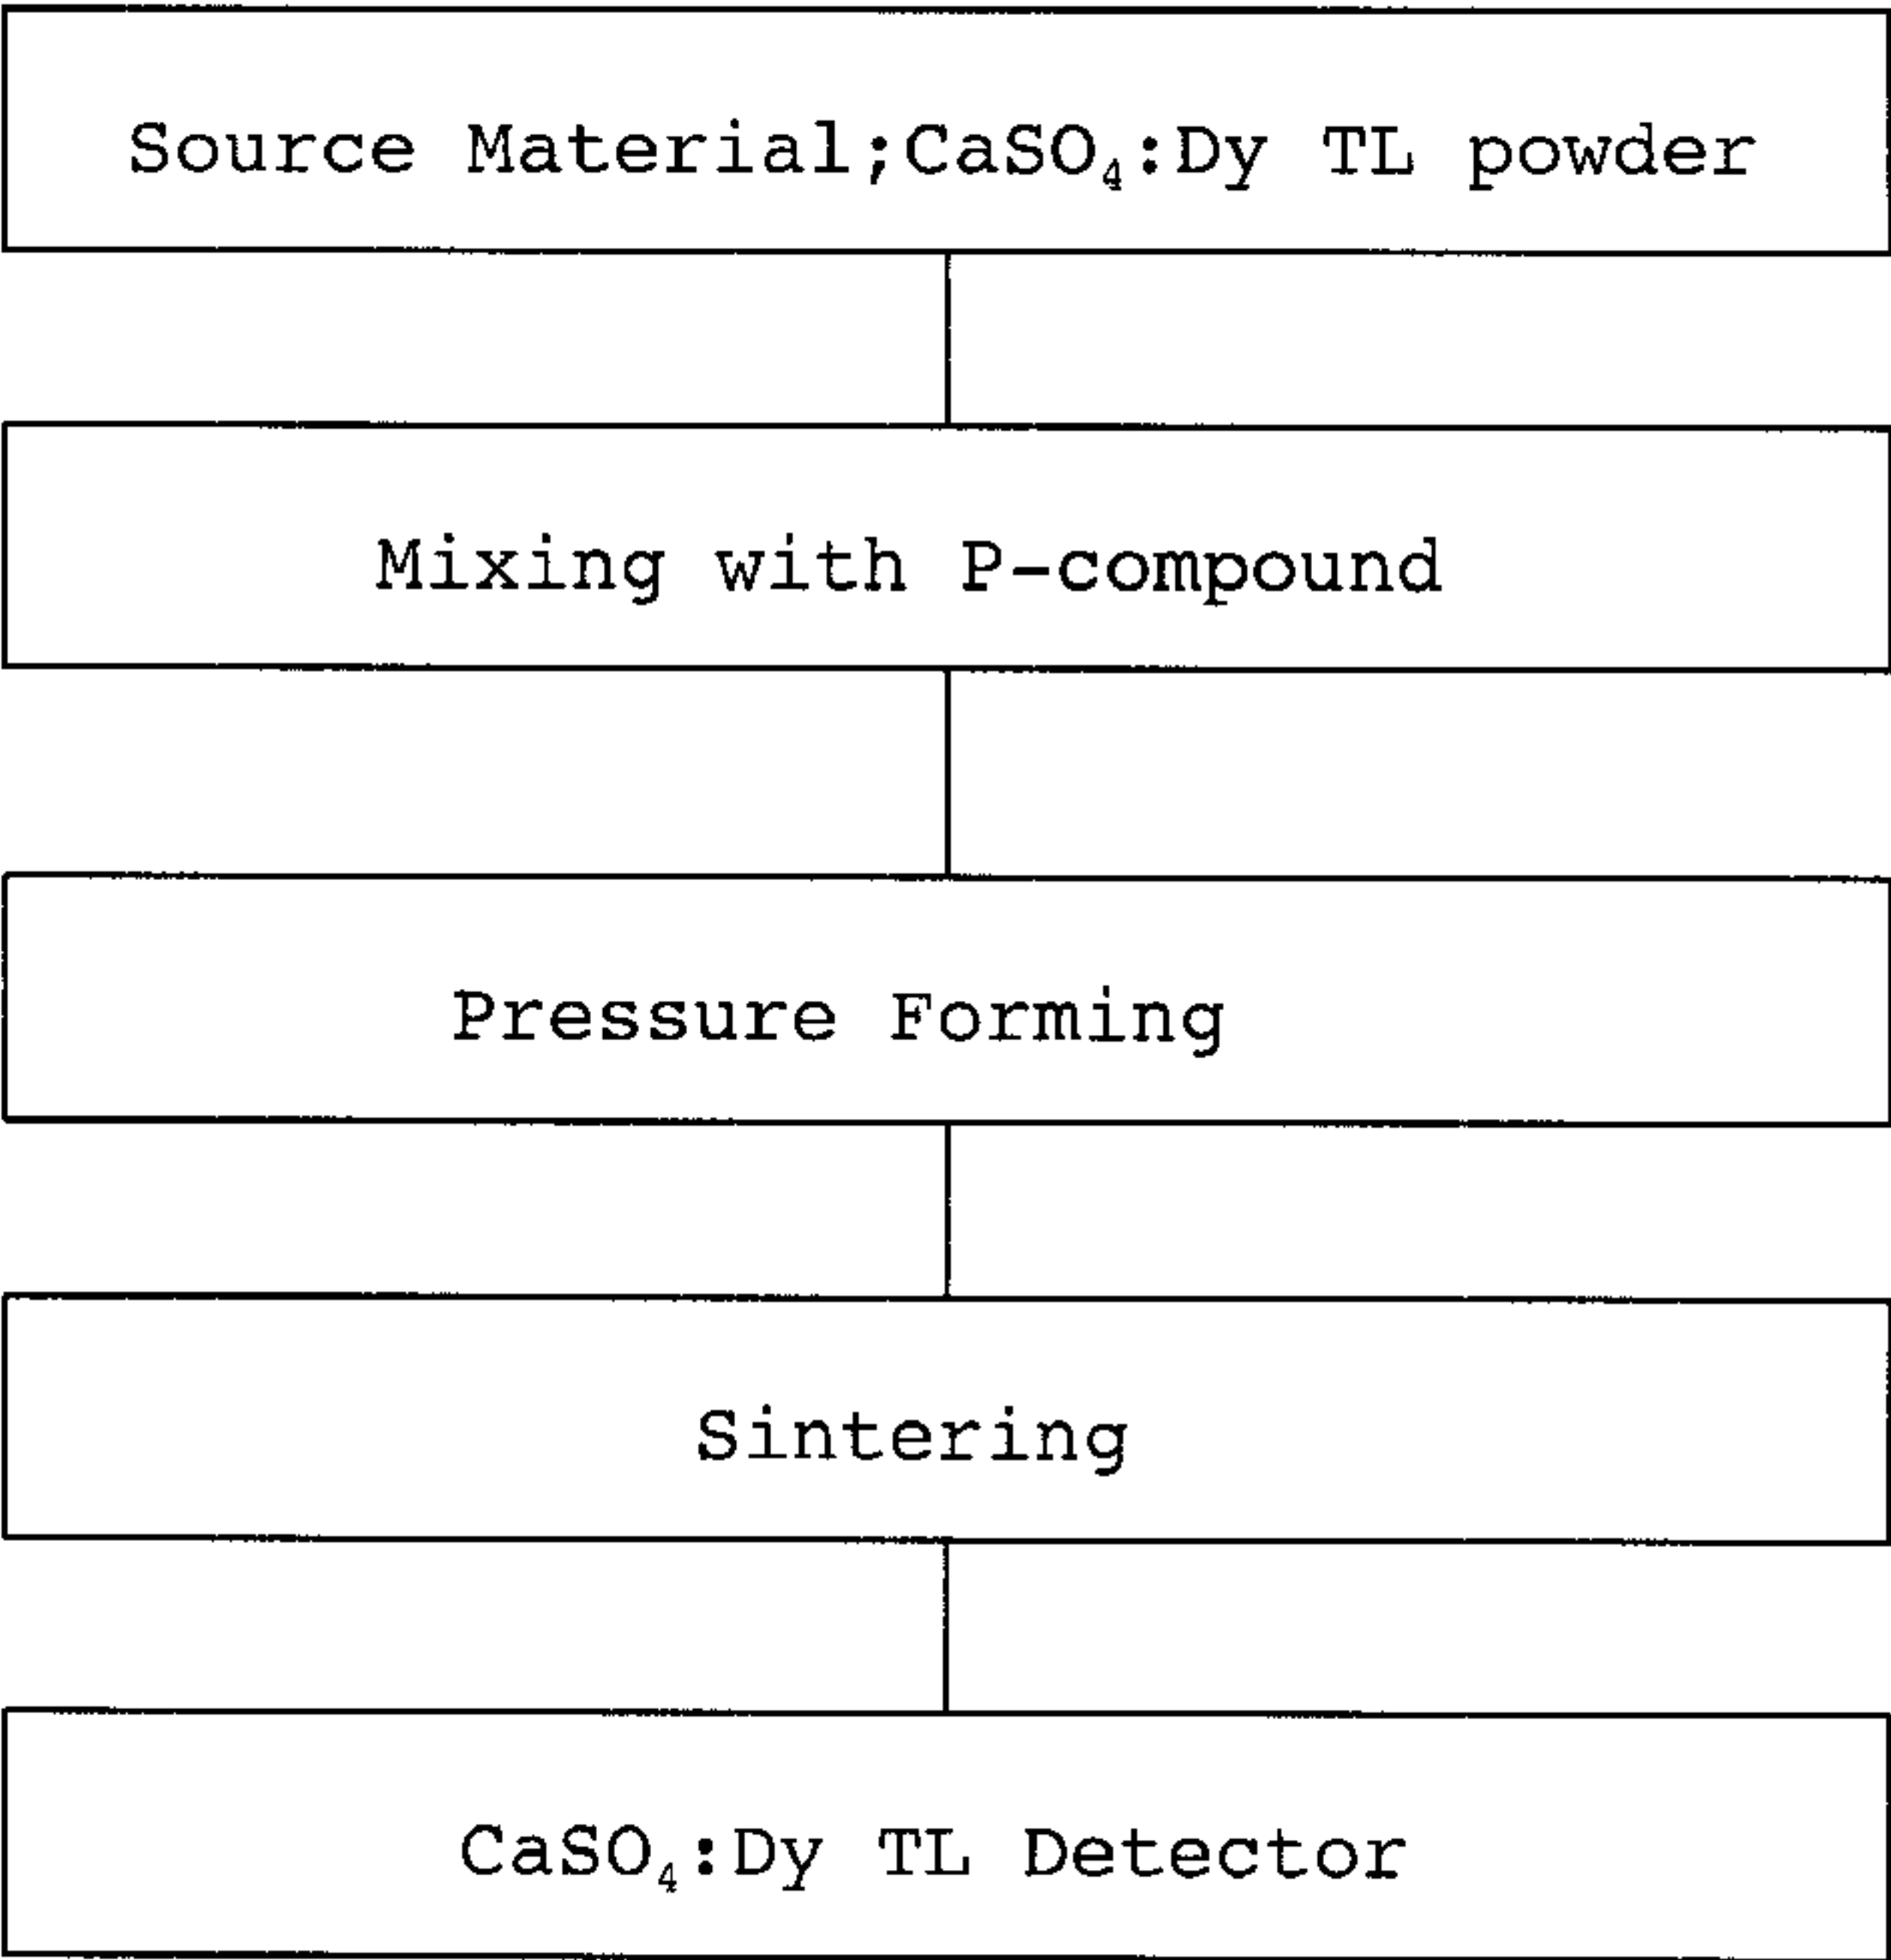 Source Material;CaSO₄:Dy TL powder
Mixing with P-compound
Pressure Forming
Sintering
CaSO₄:Dy TL Detector